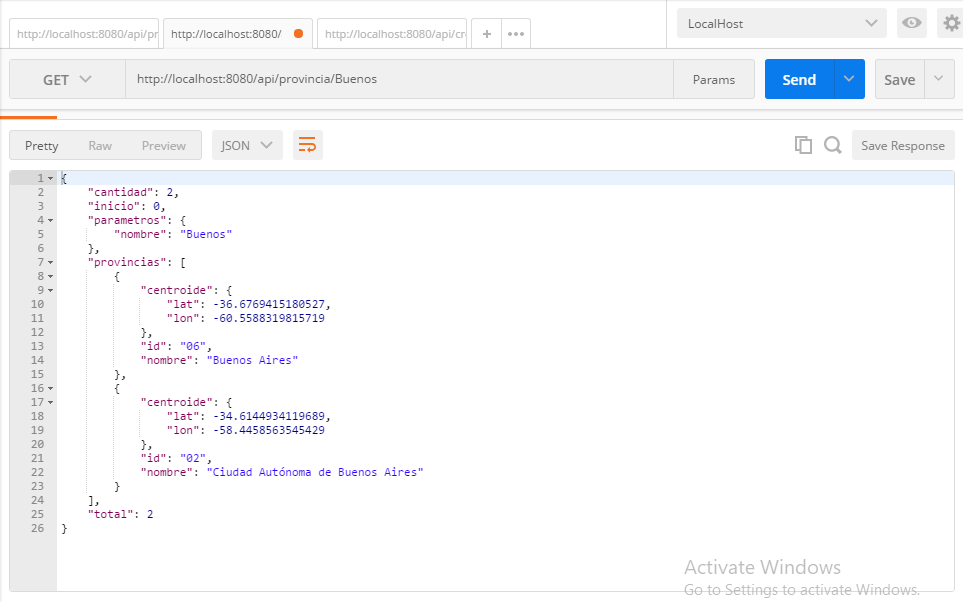 http://localhost:8080/api/pr
http://localhost:8080/
http://localhost:8080/api/cr
LocalHost
GET
http://localhost:8080/api/provincia/Buenos
Params
Send
Save
Pretty Raw Preview JSON Save Response
1 {
2 "cantidad": 2,
3 "inicio": 0,
4 "parametros": {
5 "nombre": "Buenos"
6 },
7 "provincias": [
8 {
9 "centroide": {
10 "lat": -36.6769415180527,
11 "lon": -60.5588319815719
12 },
13 "id": "06",
14 "nombre": "Buenos Aires"
15 },
16 {
17 "centroide": {
18 "lat": -34.6144934119689,
19 "lon": -58.4458563545429
20 },
21 "id": "02",
22 "nombre": "Ciudad Autónoma de Buenos Aires"
23 }
24 ],
25 "total": 2
26 }
Activate Windows
Go to Settings to activate Windows.